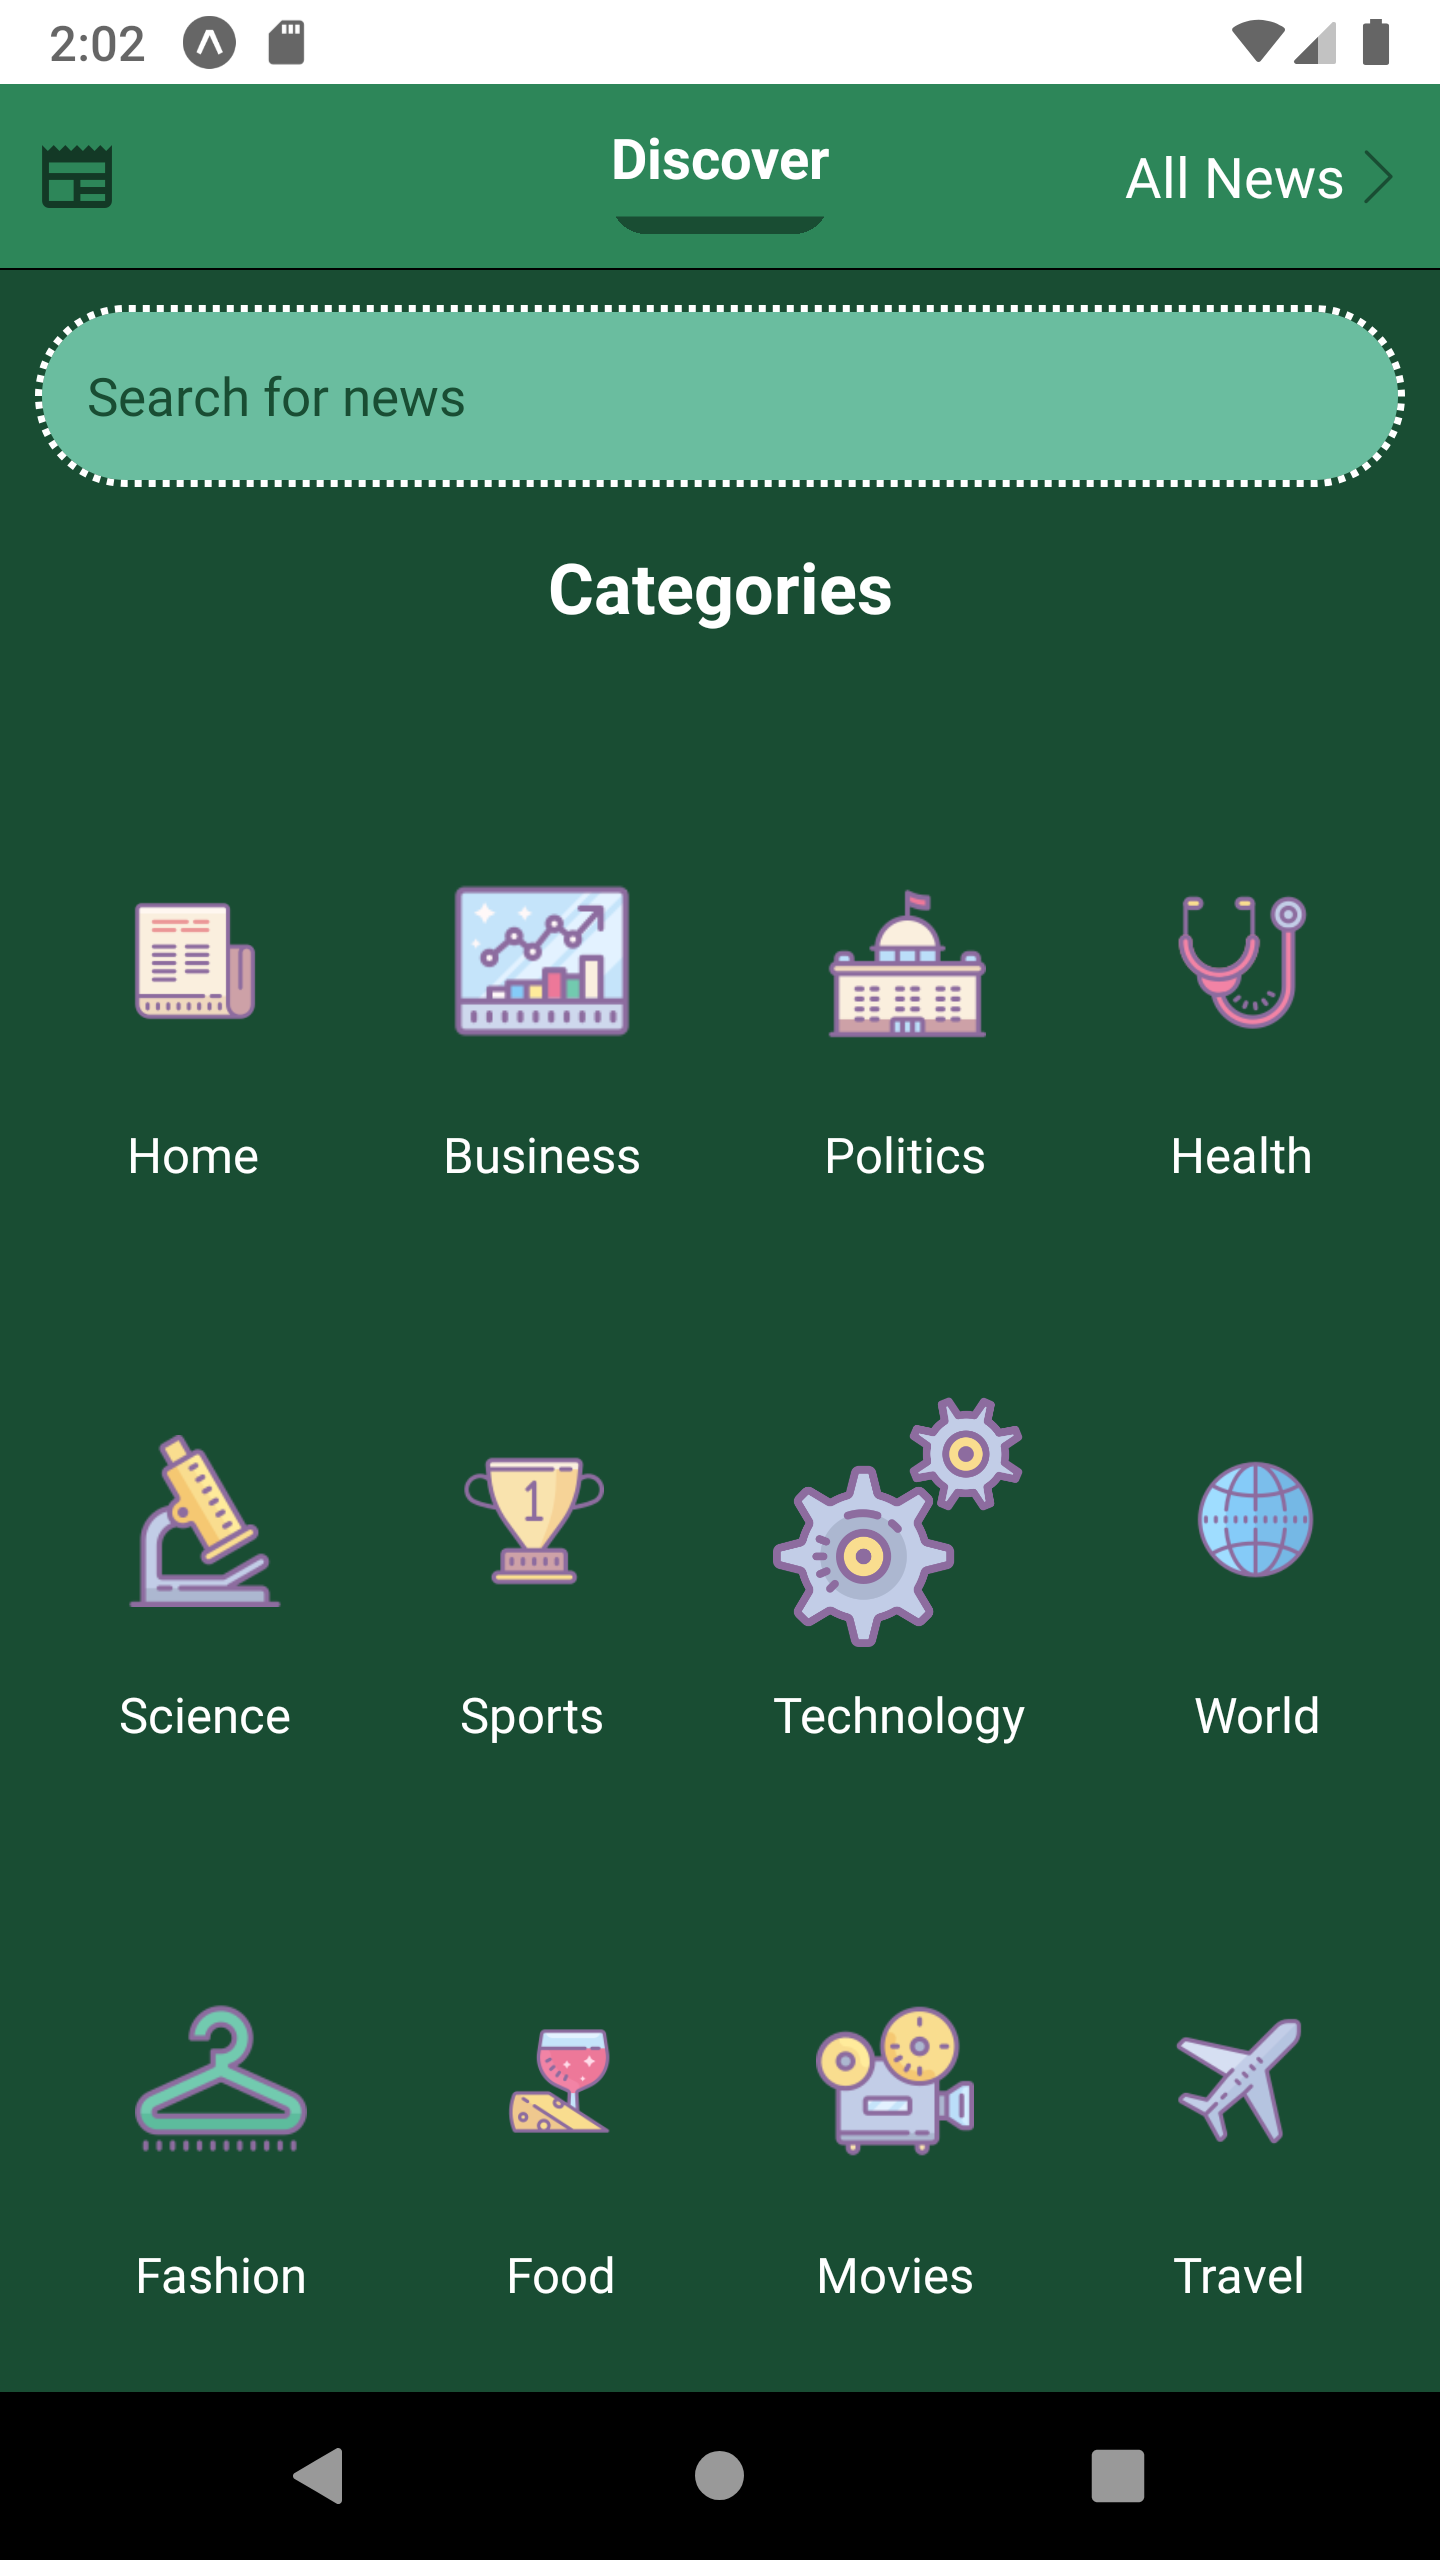 2:02
Discover
All News
Search for news
Categories
Home Business Politics Health
1
Science Sports Technology World
Fashion Food Movies Travel